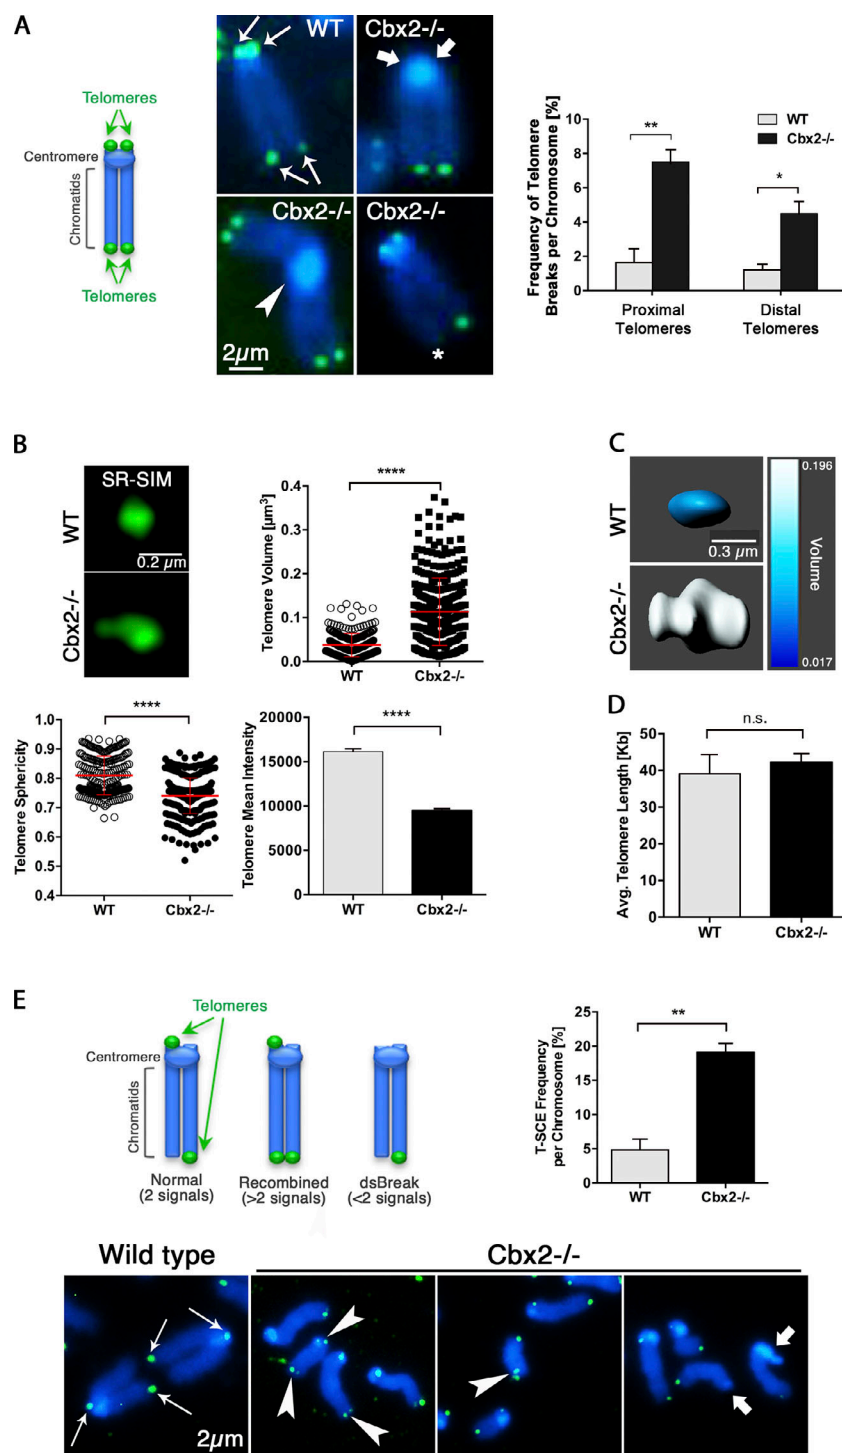 A
Telomeres
Centromere
Chromatids
Telomeres
WT
Cbx2-/-
Cbx2-/-
Cbx2-/-
2µm
*
Frequency of Telomere
Breaks per Chromosome [%]
10
8
6
4
2
0
**
*
WT
Cbx2-/-
Proximal
Telomeres
Distal
Telomeres
B
SR-SIM
WT
0.2 µm
Cbx2-/-
Telomere Volume [µm³]
0.4
0.3
0.2
0.1
0.0
****
WT
Cbx2-/-
C
WT
0.3 µm
Cbx2-/-
0.196
Volume
0.017
Telomere Sphericity
1.0
0.9
0.8
0.7
0.6
0.5
0.4
****
WT
Cbx2-/-
Telomere Mean Intensity
20000
15000
10000
5000
0
****
WT
Cbx2-/-
D
Avg. Telomere Length [Kb]
50
40
30
20
10
0
n.s.
WT
Cbx2-/-
E
Telomeres
Centromere
Chromatids
Normal
(2 signals)
Recombined
(>2 signals)
dsBreak
(<2 signals)
T-SCE Frequency
per Chromosome [%]
25
20
15
10
5
0
**
WT
Cbx2-/-
Wild type
Cbx2-/-
2µm